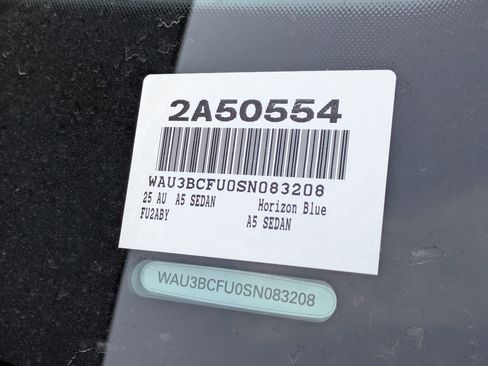 2A50554
WAU3BCFU0SN083208
25 AU A5 SEDAN Horizon Blue
FU2ABY A5 SEDAN
WAU3BCFU0SN083208